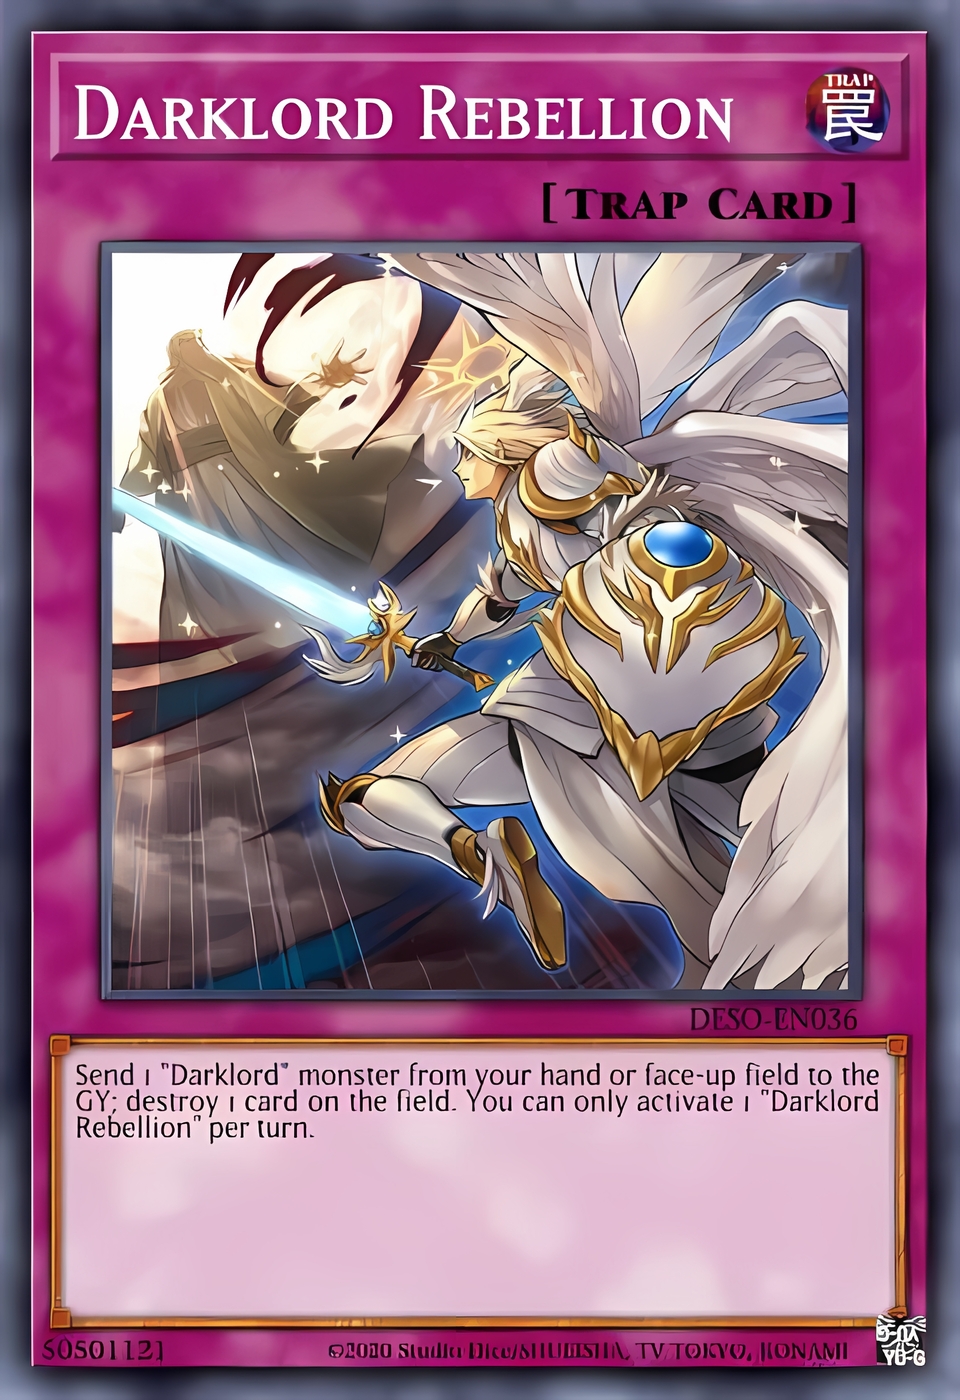 DARKLORD REBELLION
TRAP
罠
[TRAP CARD]
DESO-EN036
Send 1 "Darklord" monster from your hand or face-up field to the
GY; destroy 1 card on the field. You can only activate 1 "Darklord
Rebellion" per turn.
50501121
©2020 Studio Dice/SHUEISHA, TV TOKYO, KONAMI